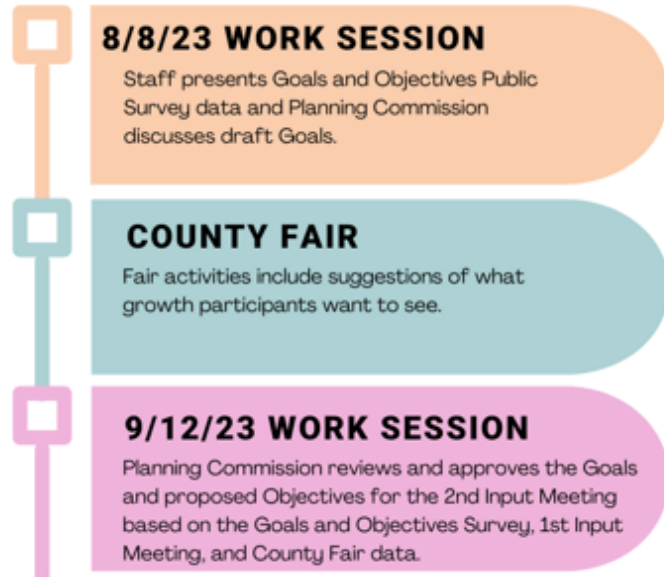 8/8/23 WORK SESSION
Staff presents Goals and Objectives Public
Survey data and Planning Commission
discusses draft Goals.
COUNTY FAIR
Fair activities include suggestions of what
growth participants want to see.
9/12/23 WORK SESSION
Planning Commission reviews and approves the Goals
and proposed Objectives for the 2nd Input Meeting
based on the Goals and Objectives Survey, 1st Input
Meeting, and County Fair data.